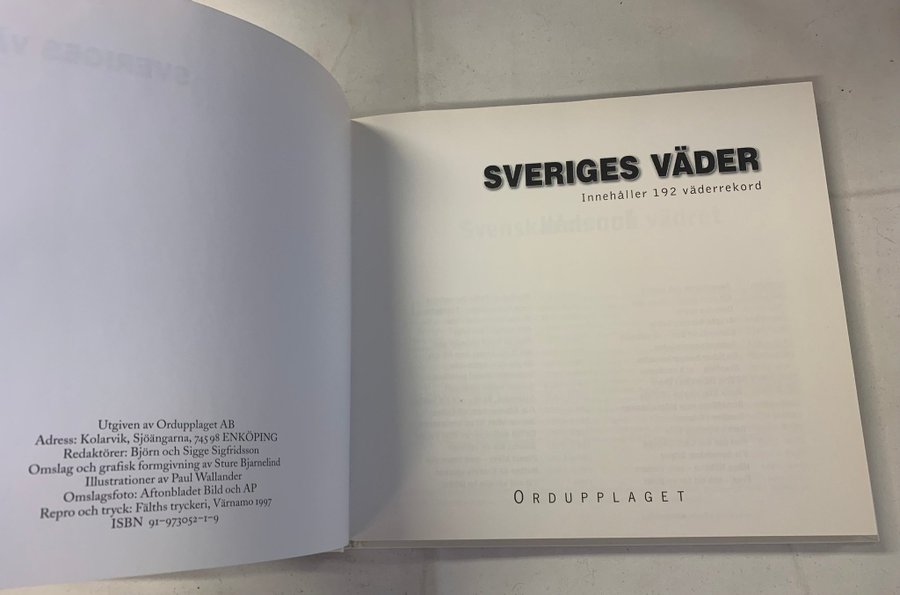 Utgiven av Ordupplaget AB
Adress: Kolarvik, Sjöängarna, 745 98 ENKÖPING
Redaktörer: Björn och Sigge Sigfridsson
Omslag och grafisk formgivning av Sture Bjarnelind
Illustrationer av Paul Wallander
Omslagsfoto: Aftonbladet Bild och AP
Repro och tryck: Fälths tryckeri, Värnamo 1997
ISBN 91-973052-1-9
SVERIGES VÄDER
Innehåller 192 väderrekord
ORDUPPLAGET